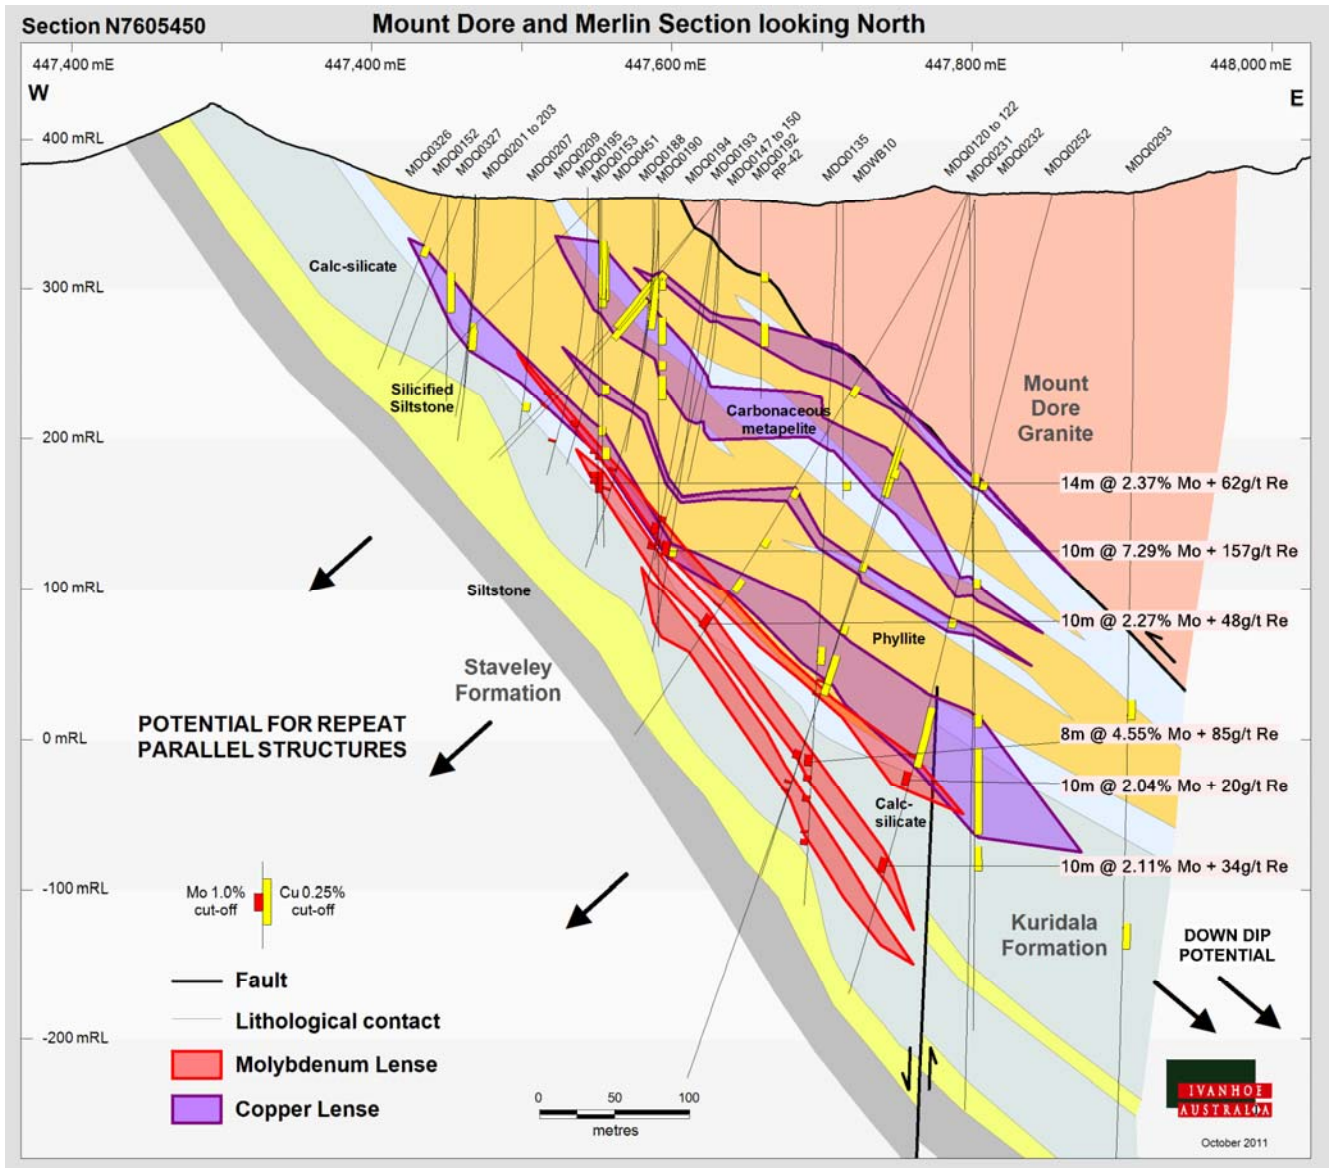 Section N7605450
Mount Dore and Merlin Section looking North
447,400 mE
447,400 mE
447,600 mE
447,800 mE
448,000 mE
W
E
400 mRL
300 mRL
200 mRL
100 mRL
0 mRL
-100 mRL
-200 mRL
MDQ0326
MDQ0152
MDQ0327
MDQ0201 to 203
MDQ0207
MDQ0209
MDQ0195
MDQ0153
MDQ0451
MDQ0188
MDQ0190
MDQ0194
MDQ0193
MDQ0147 to 150
MDQ0192
RP-42
MDQ0135
MDWB10
MDQ0120 to 122
MDQ0231
MDQ0232
MDQ0252
MDQ0293
Calc-silicate
Silicified
Siltstone
Carbonaceous
metapelite
Mount
Dore
Granite
14m @ 2.37% Mo + 62g/t Re
10m @ 7.29% Mo + 157g/t Re
10m @ 2.27% Mo + 48g/t Re
8m @ 4.55% Mo + 85g/t Re
10m @ 2.04% Mo + 20g/t Re
10m @ 2.11% Mo + 34g/t Re
Siltstone
Phyllite
Staveley
Formation
POTENTIAL FOR REPEAT
PARALLEL STRUCTURES
Calc-
silicate
Kuridala
Formation
DOWN DIP
POTENTIAL
Mo 1.0%
cut-off
Cu 0.25%
cut-off
Fault
Lithological contact
Molybdenum Lense
Copper Lense
0
50
100
metres
IVANHOE
AUSTRALIA
October 2011